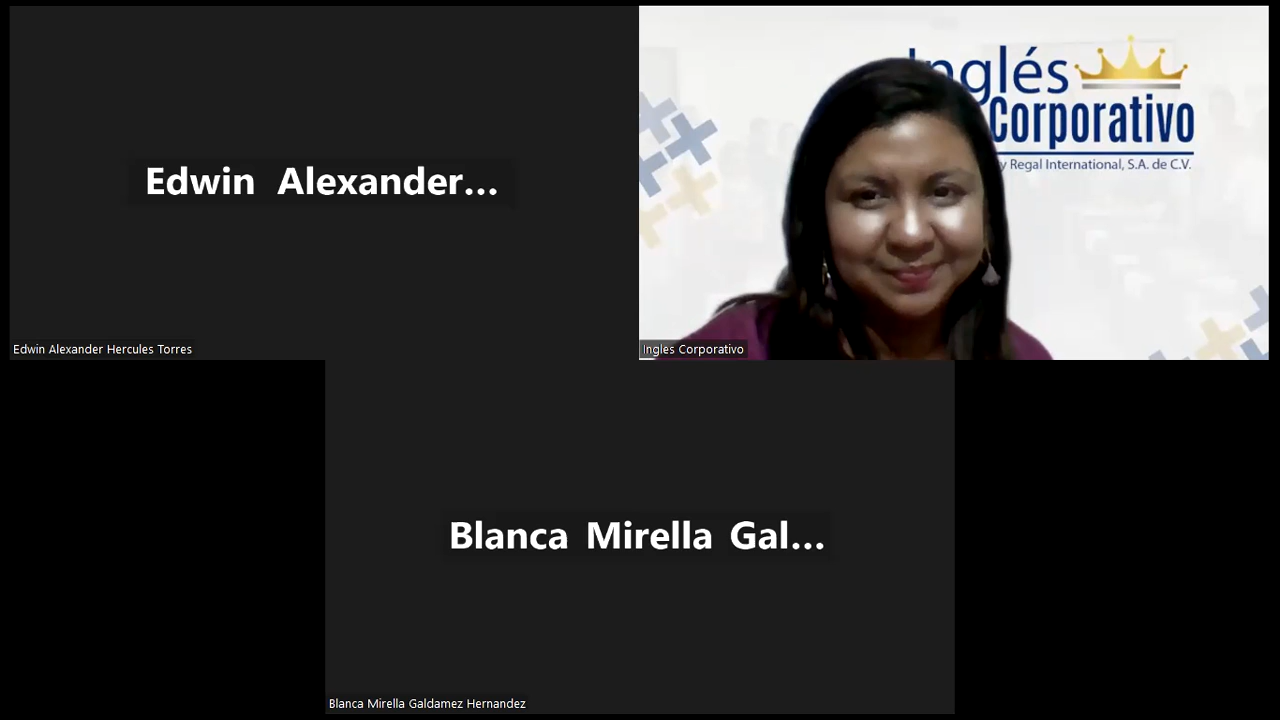 Edwin Alexander...
Edwin Alexander Hercules Torres
Inglés
Corporativo
y Regal International, S.A. de C.V.
Ingles Corporativo
Blanca Mirella Gal...
Blanca Mirella Galdamez Hernandez